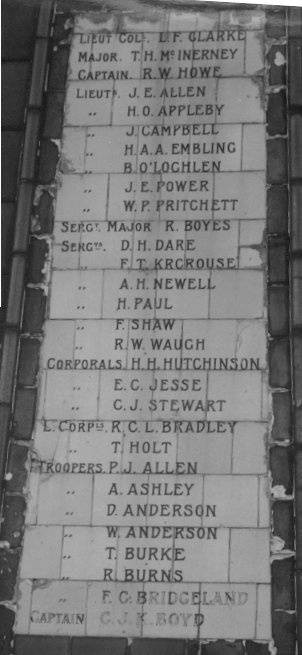 LIEUT COL. L.F. CLARKE
MAJOR. T.H. McINERNEY
CAPTAIN. R.W. HOWE
LIEUTS. J.E. ALLEN
" H.O. APPLEBY
" J. CAMPBELL
" H.A.A. EMBLING
" B. O'LOCHLEN
" J.E. POWER
" W.P. PRITCHETT
SERGT. MAJOR R. BOYES
SERGTS. D.H. DARE
" F.T. KRCROUSE
" A.H. NEWELL
" H. PAUL
" F. SHAW
" R.W. WAUGH
CORPORALS. H.H. HUTCHINSON
" E.C. JESSE
" C.J. STEWART
L. CORPLS. R.C.L. BRADLEY
" T. HOLT
TROOPERS. P.J. ALLEN
" A. ASHLEY
" D. ANDERSON
" W. ANDERSON
" T. BURKE
" R. BURNS
" F.G. BRIDGELAND
CAPTAIN C.J.K. BOYD